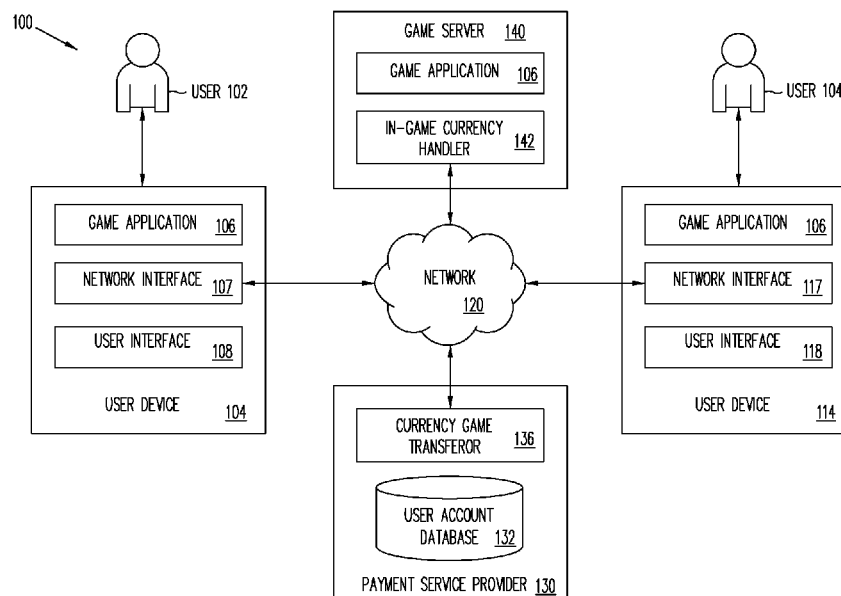 100
USER 102
GAME SERVER 140
GAME APPLICATION 106
IN-GAME CURRENCY
HANDLER 142
USER 104
GAME APPLICATION 106
NETWORK INTERFACE 107
USER INTERFACE 108
USER DEVICE 104
NETWORK
120
GAME APPLICATION 106
NETWORK INTERFACE 117
USER INTERFACE 118
USER DEVICE 114
CURRENCY GAME
TRANSFEROR 136
USER ACCOUNT
DATABASE 132
PAYMENT SERVICE PROVIDER 130